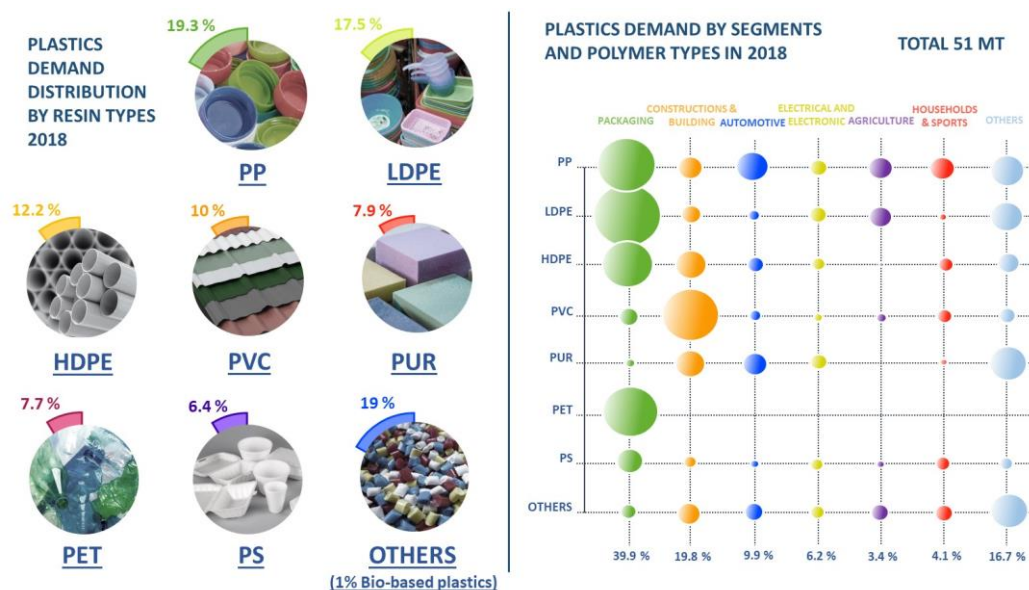 PLASTICS
DEMAND
DISTRIBUTION
BY RESIN TYPES
2018
19.3 %
PP
17.5 %
LDPE
12.2 %
HDPE
10 %
PVC
7.9 %
PUR
7.7 %
PET
6.4 %
PS
19 %
OTHERS
(1% Bio-based plastics)
PLASTICS DEMAND BY SEGMENTS
AND POLYMER TYPES IN 2018
TOTAL 51 MT
PACKAGING
CONSTRUCTIONS &
BUILDING
AUTOMOTIVE
ELECTRICAL AND
ELECTRONIC
AGRICULTURE
HOUSEHOLDS
& SPORTS
OTHERS
PP
LDPE
HDPE
PVC
PUR
PET
PS
OTHERS
39.9 %
19.8 %
9.9 %
6.2 %
3.4 %
4.1 %
16.7 %